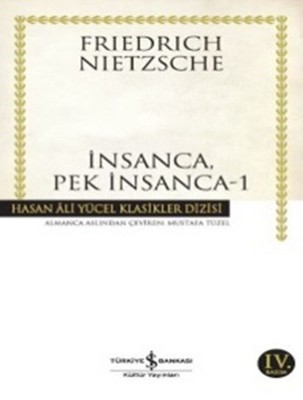 FRIEDRICH
NIETZSCHE
İNSANCA,
PEK İNSANCA-1
HASAN ÂLİ YÜCEL KLASİKLER DİZİSİ
ALMANCA ASLINDAN ÇEVİREN: MUSTAFA TÜZEL
IV.
BASIM
TÜRKİYE BANKASI
Kültür Yayınları